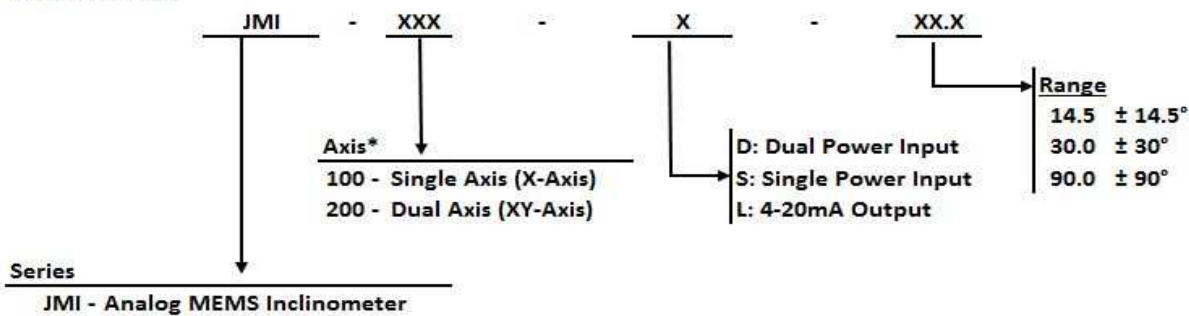 JMI - XXX - X - XX.X
Range
14.5 ± 14.5°
30.0 ± 30°
90.0 ± 90°
Axis*
100 - Single Axis (X-Axis)
200 - Dual Axis (XY-Axis)
D: Dual Power Input
S: Single Power Input
L: 4-20mA Output
Series
JMI - Analog MEMS Inclinometer